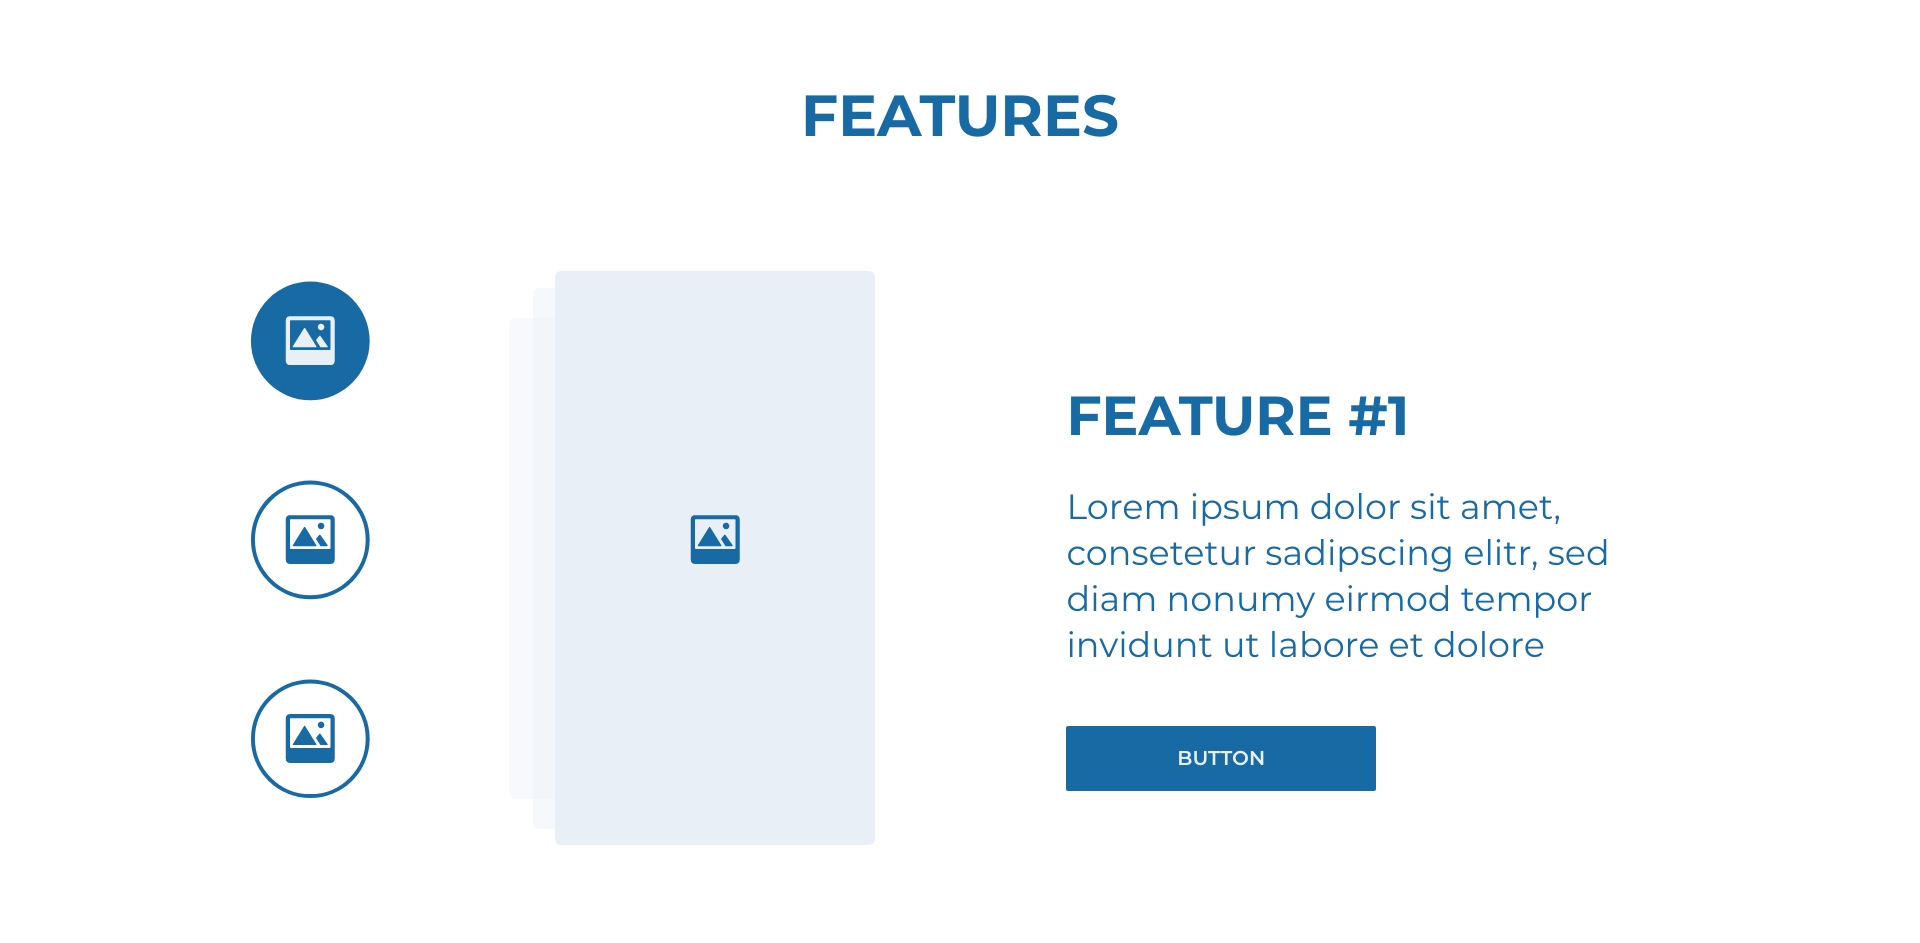 FEATURES
FEATURE #1
Lorem ipsum dolor sit amet,
consetetur sadipscing elitr, sed
diam nonumy eirmod tempor
invidunt ut labore et dolore
BUTTON